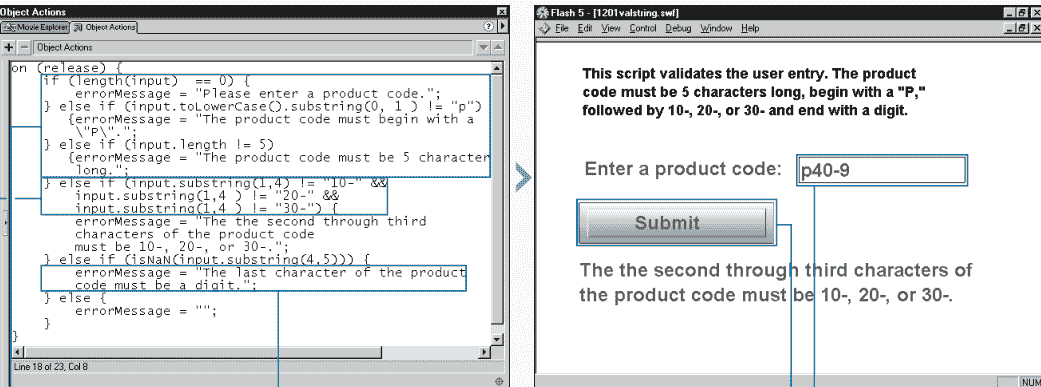 Object Actions
Movie Explorer Object Actions
Object Actions
on (release) {
if (length(input) == 0) {
errorMessage = "Please enter a product code.";
} else if (input.toLowerCase().substring(0, 1 ) != "p")
{errorMessage = "The product code must begin with a
\"P\".";
} else if (input.length != 5)
{errorMessage = "The product code must be 5 character
long.";
} else if (input.substring(1,4) != "10-" &&
input.substring(1,4 ) != "20-" &&
input.substring(1,4 ) != "30-") {
errorMessage = "The the second through third
characters of the product code
must be 10-, 20-, or 30-.";
} else if (isNaN(input.substring(4,5))) {
errorMessage = "The last character of the product
code must be a digit.";
} else {
errorMessage = "";
}
}
Line 18 of 23, Col 8
Flash 5 - [1201valstring.swf]
File Edit View Control Debug Window Help
This script validates the user entry. The product
code must be 5 characters long, begin with a "P,"
followed by 10-, 20-, or 30- and end with a digit.
Enter a product code: p40-9
Submit
The the second through third characters of
the product code must be 10-, 20-, or 30-.
NUM